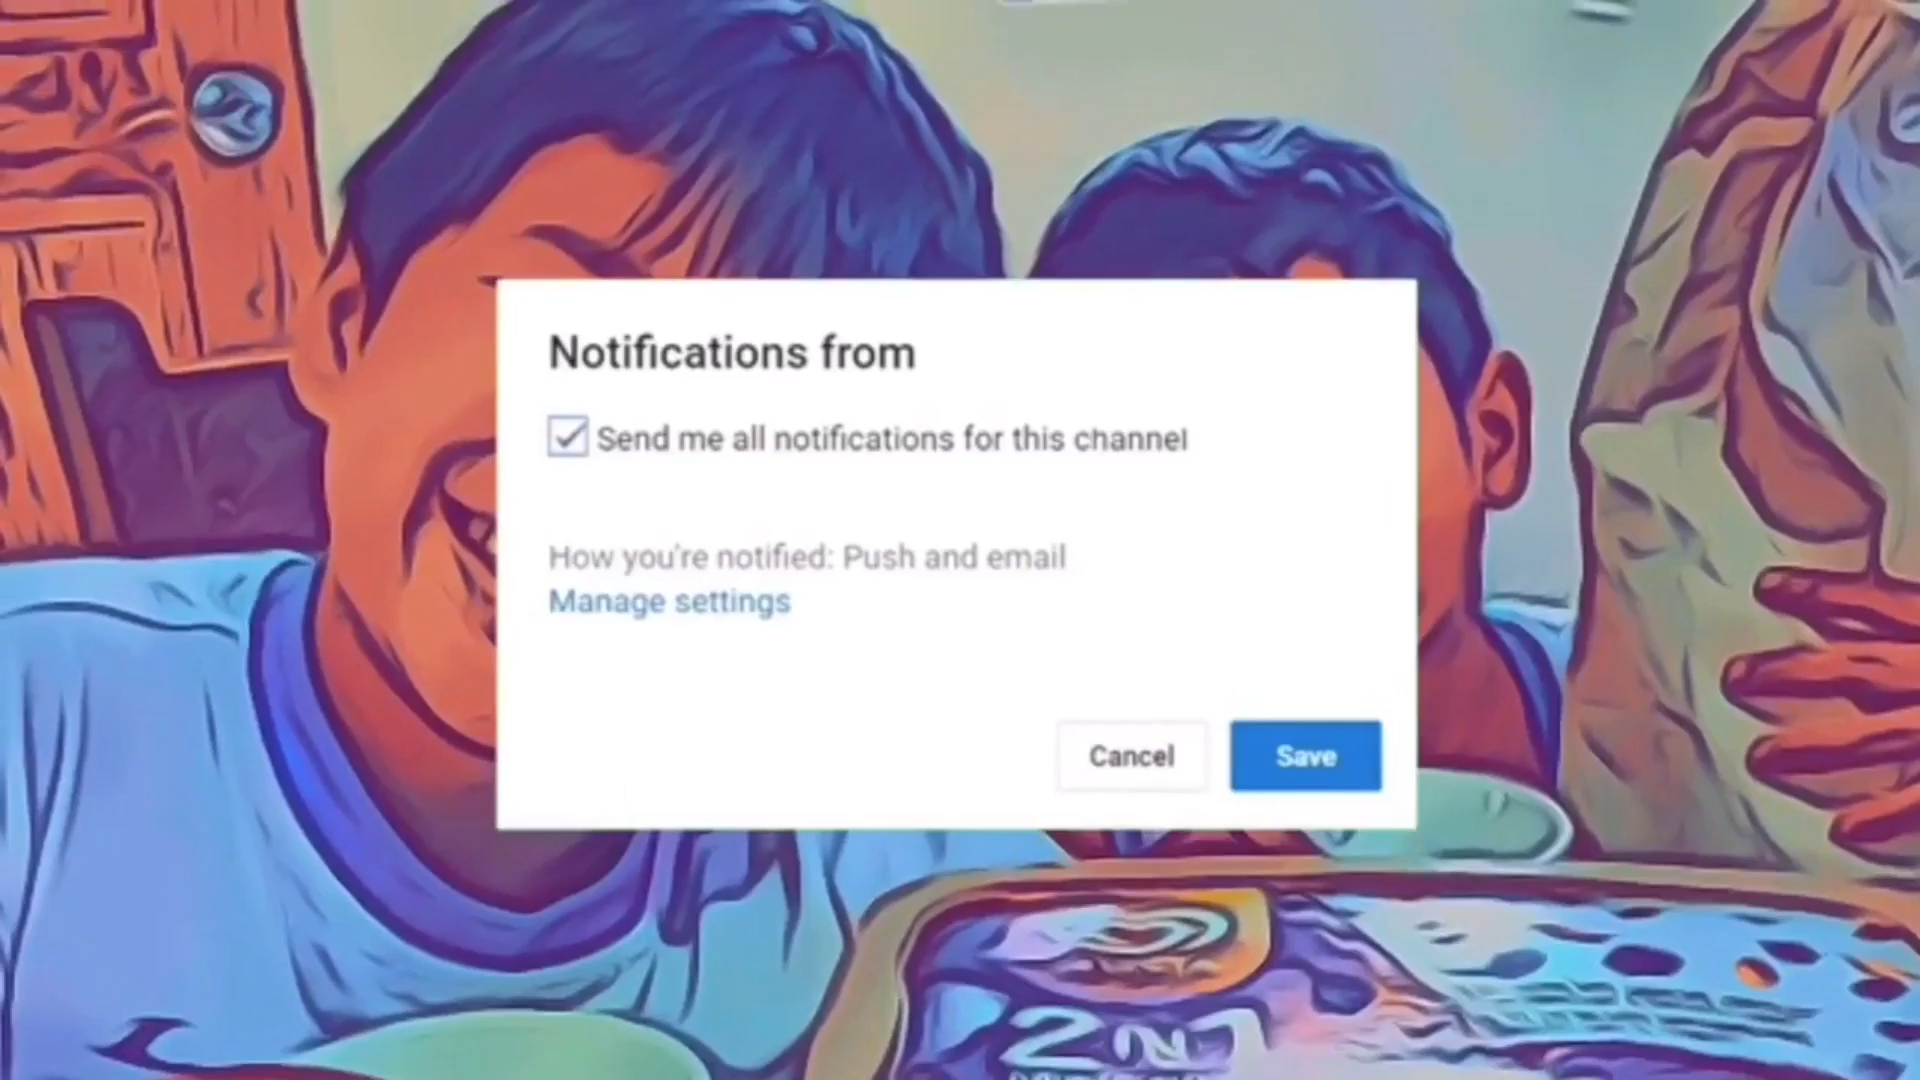 Notifications from
Send me all notifications for this channel
How you're notified: Push and email
Manage settings
Cancel
Save